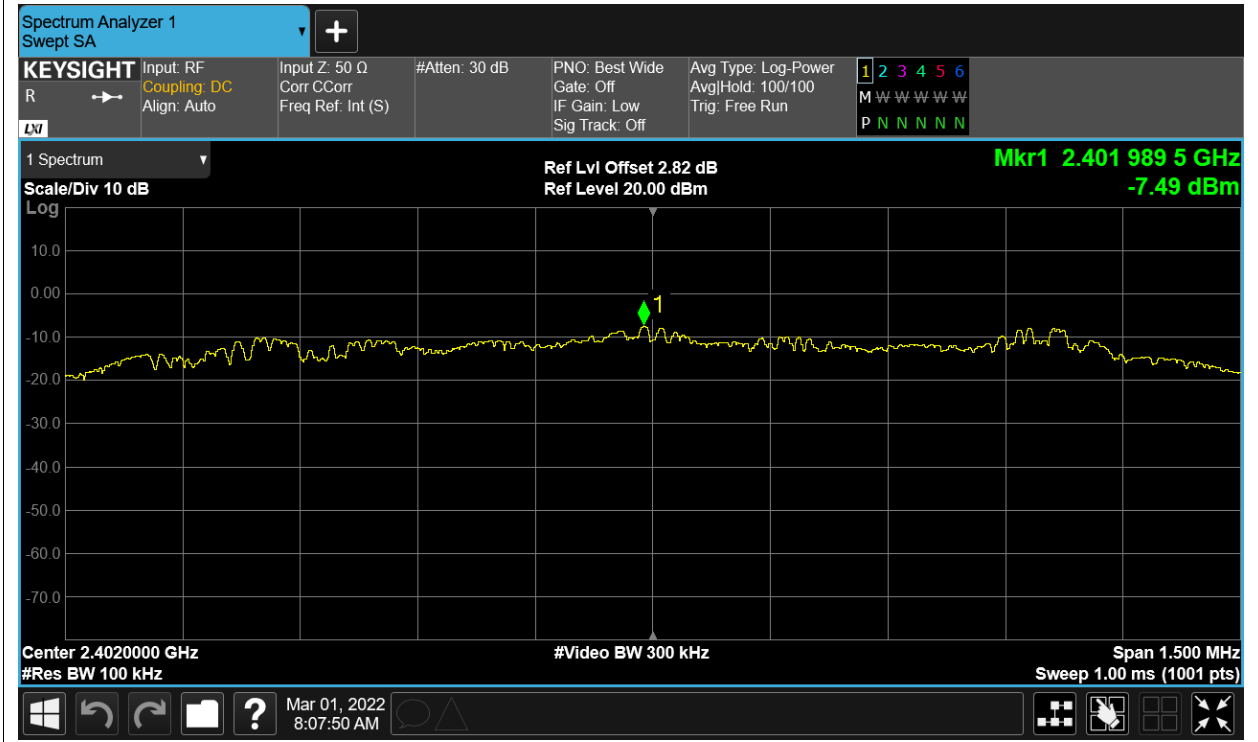 Spectrum Analyzer 1
Swept SA
KEYSIGHT
R
LXI
Input: RF
Coupling: DC
Align: Auto
Input Z: 50 Ω
Corr CCorr
Freq Ref: Int (S)
#Atten: 30 dB
PNO: Best Wide
Gate: Off
IF Gain: Low
Sig Track: Off
Avg Type: Log-Power
Avg|Hold: 100/100
Trig: Free Run
1 2 3 4 5 6
M W W W W W
P N N N N N
1 Spectrum
Scale/Div 10 dB
Log
Ref Lvl Offset 2.82 dB
Ref Level 20.00 dBm
Mkr1 2.401 989 5 GHz
-7.49 dBm
10.0
0.00
-10.0
-20.0
-30.0
-40.0
-50.0
-60.0
-70.0
1
Center 2.4020000 GHz
#Res BW 100 kHz
#Video BW 300 kHz
Span 1.500 MHz
Sweep 1.00 ms (1001 pts)
?
Mar 01, 2022
8:07:50 AM